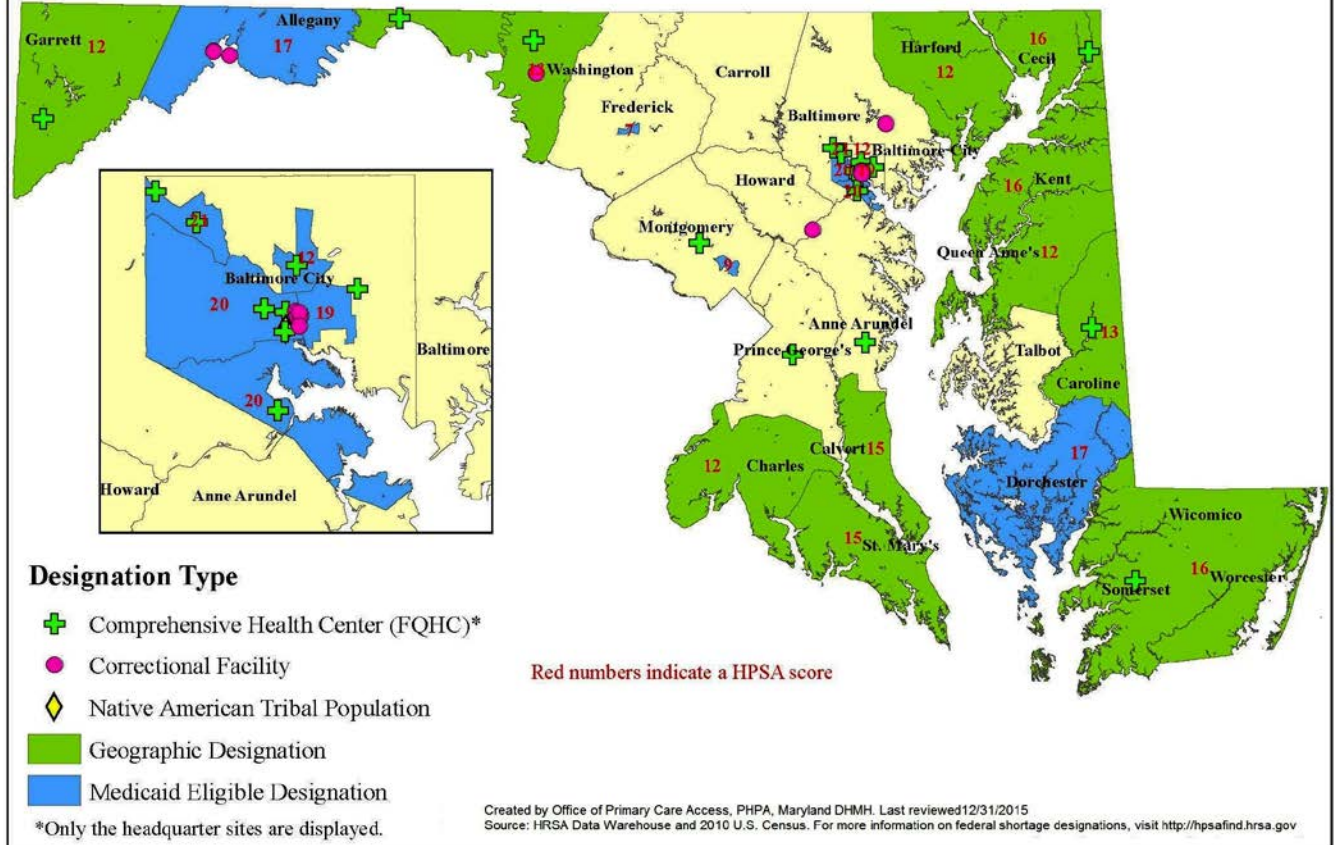 Garrett 12
Allegany
17
Washington
Frederick
7
Carroll
Harford
12
16
Cecil
Baltimore
12
Baltimore City
Howard
Montgomery
9
16 Kent
Queen Anne's 12
Anne Arundel
Prince George's
Talbot
13
Caroline
Calvert 15
12
Charles
17
Dorchester
15 St. Mary's
Wicomico
16 Worcester
Somerset
12
Baltimore City
20
19
Baltimore
20
Howard
Anne Arundel
Designation Type
Comprehensive Health Center (FQHC)*
Correctional Facility
Native American Tribal Population
Geographic Designation
Medicaid Eligible Designation
*Only the headquarter sites are displayed.
Red numbers indicate a HPSA score
Created by Office of Primary Care Access, PHPA, Maryland DHMH. Last reviewed12/31/2015
Source: HRSA Data Warehouse and 2010 U.S. Census. For more information on federal shortage designations, visit http://hpsafind.hrsa.gov